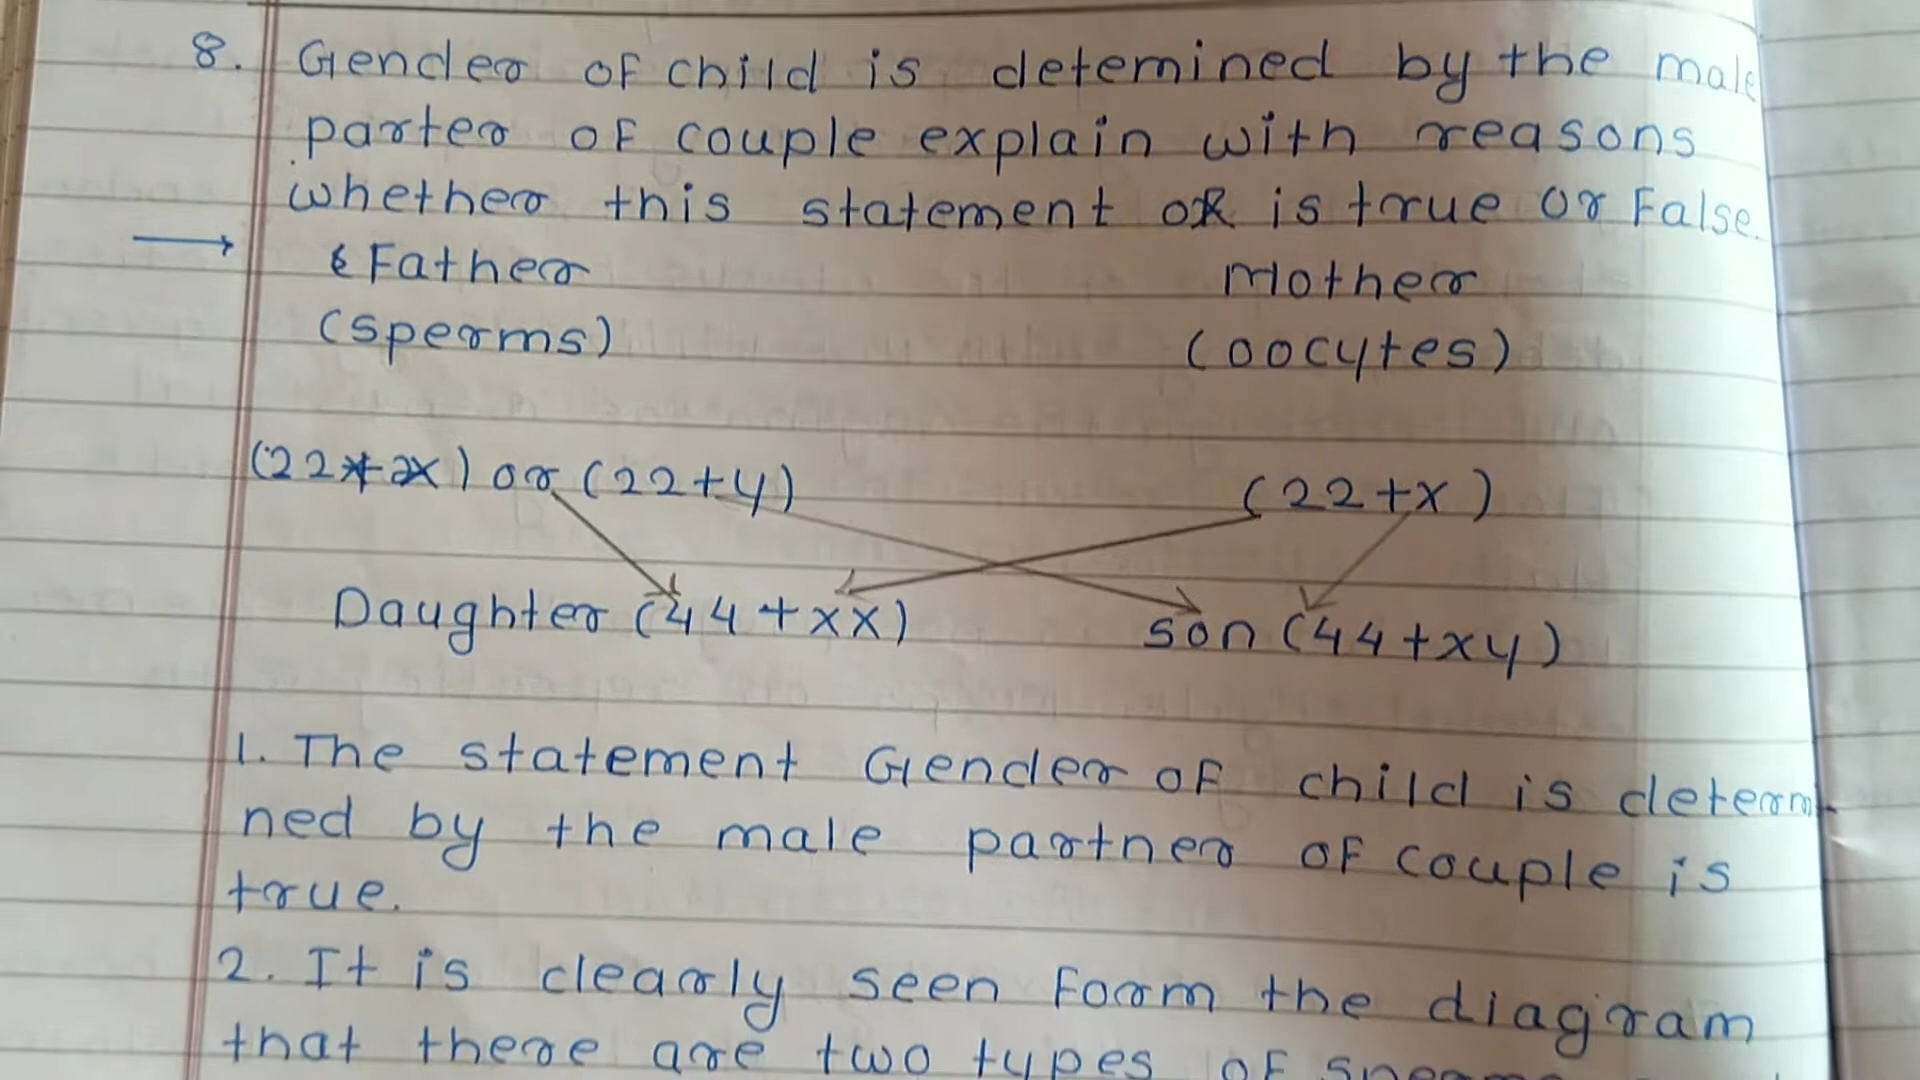 8. Gender of child is detemined by the male
parter of couple explain with reasons
whether this statement is true or False.
Father Mother
(sperms) (oocytes)
(22+x) or (22+y) (22+x)
Daughter (44+xx) son (44+xy)
1. The statement Gender of child is determi
ned by the male partner of couple is
true.
2. It is clearly seen form the diagram
that there are two types of